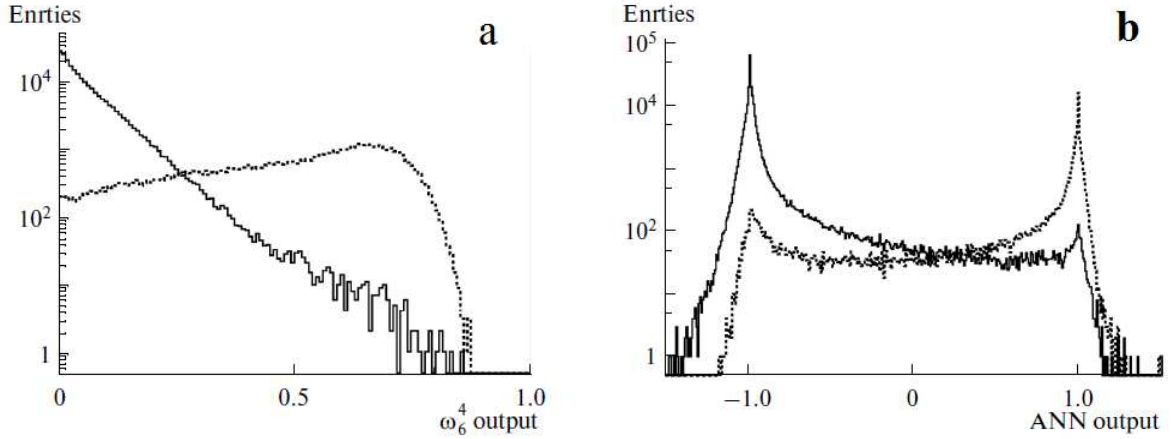 Enrties
a
10^4
10^2
1
0 0.5 1.0
ω_6^4 output
Enrties
b
10^5
10^4
10^2
1
−1.0 0 1.0
ANN output